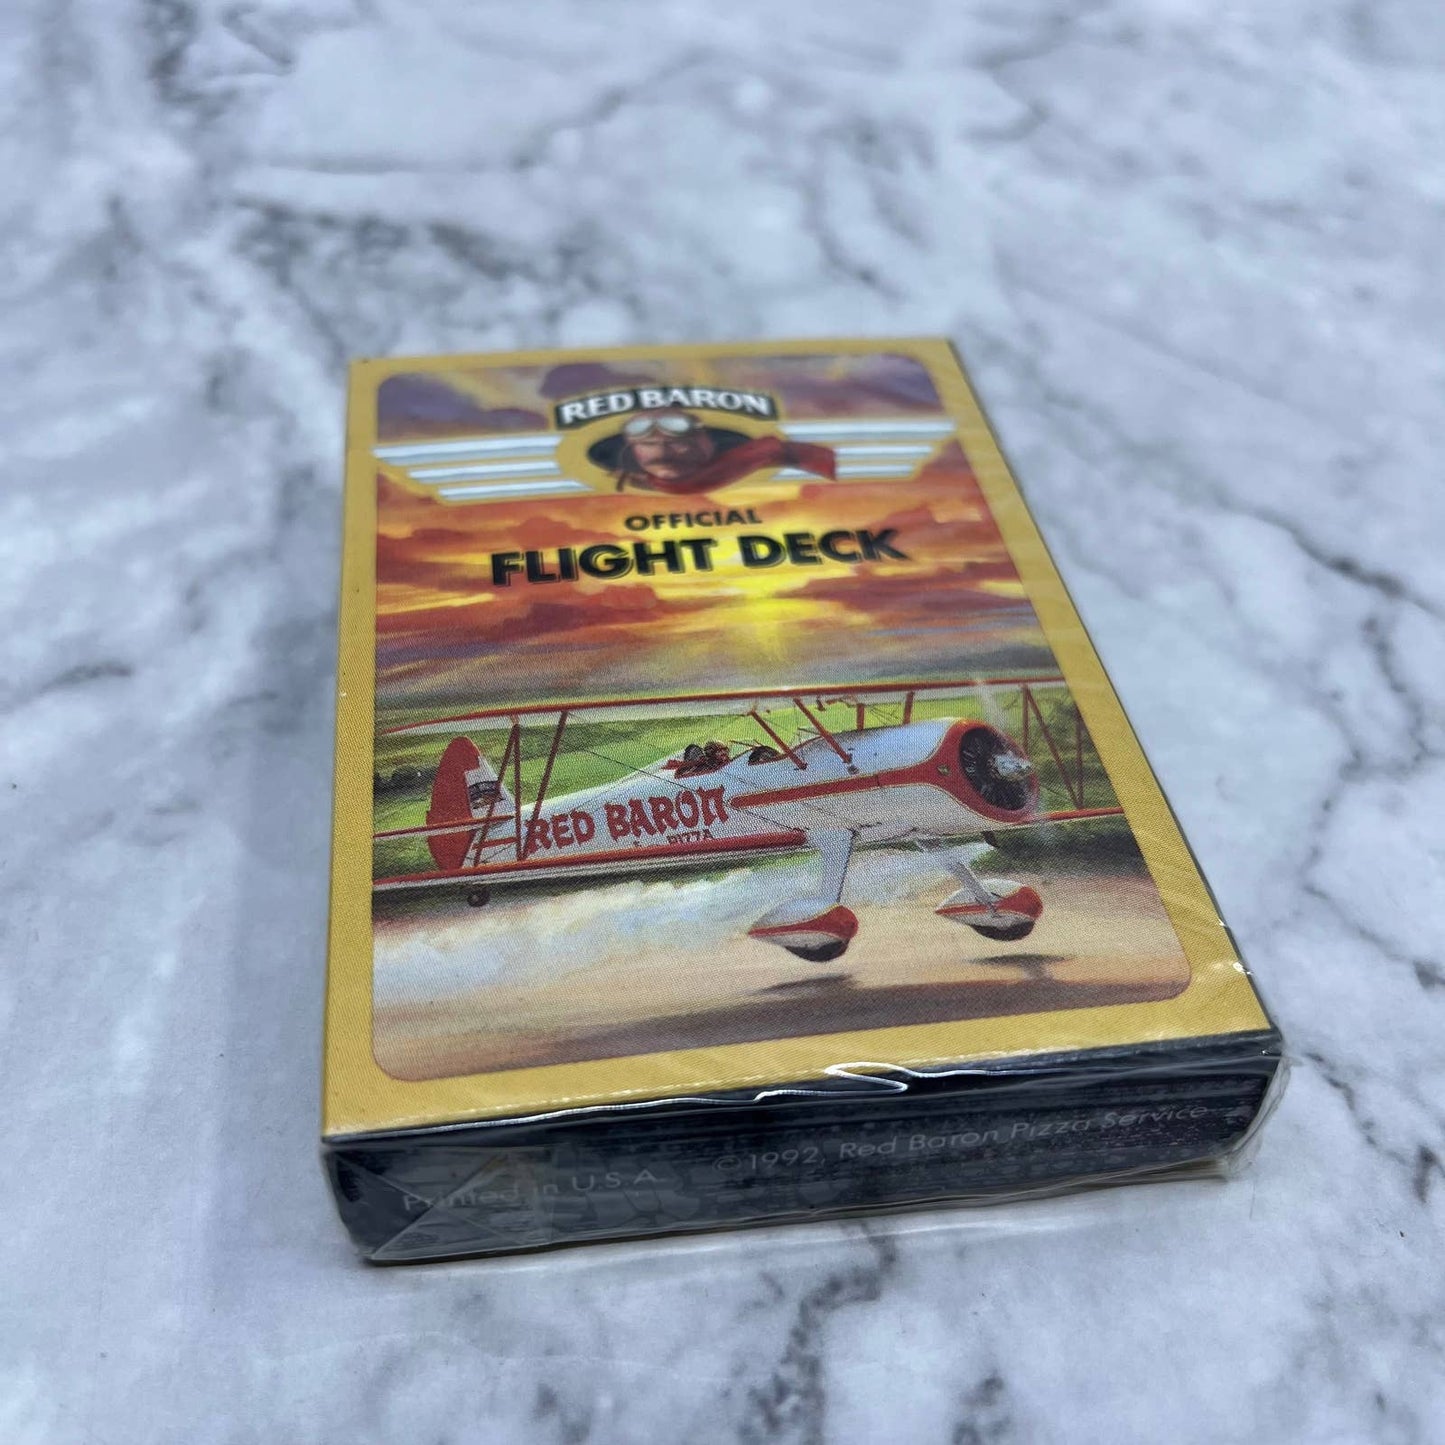 RED BARON
OFFICIAL
FLIGHT DECK
RED BARON
PIZZA
Printed in U.S.A. ©1992, Red Baron Pizza Service